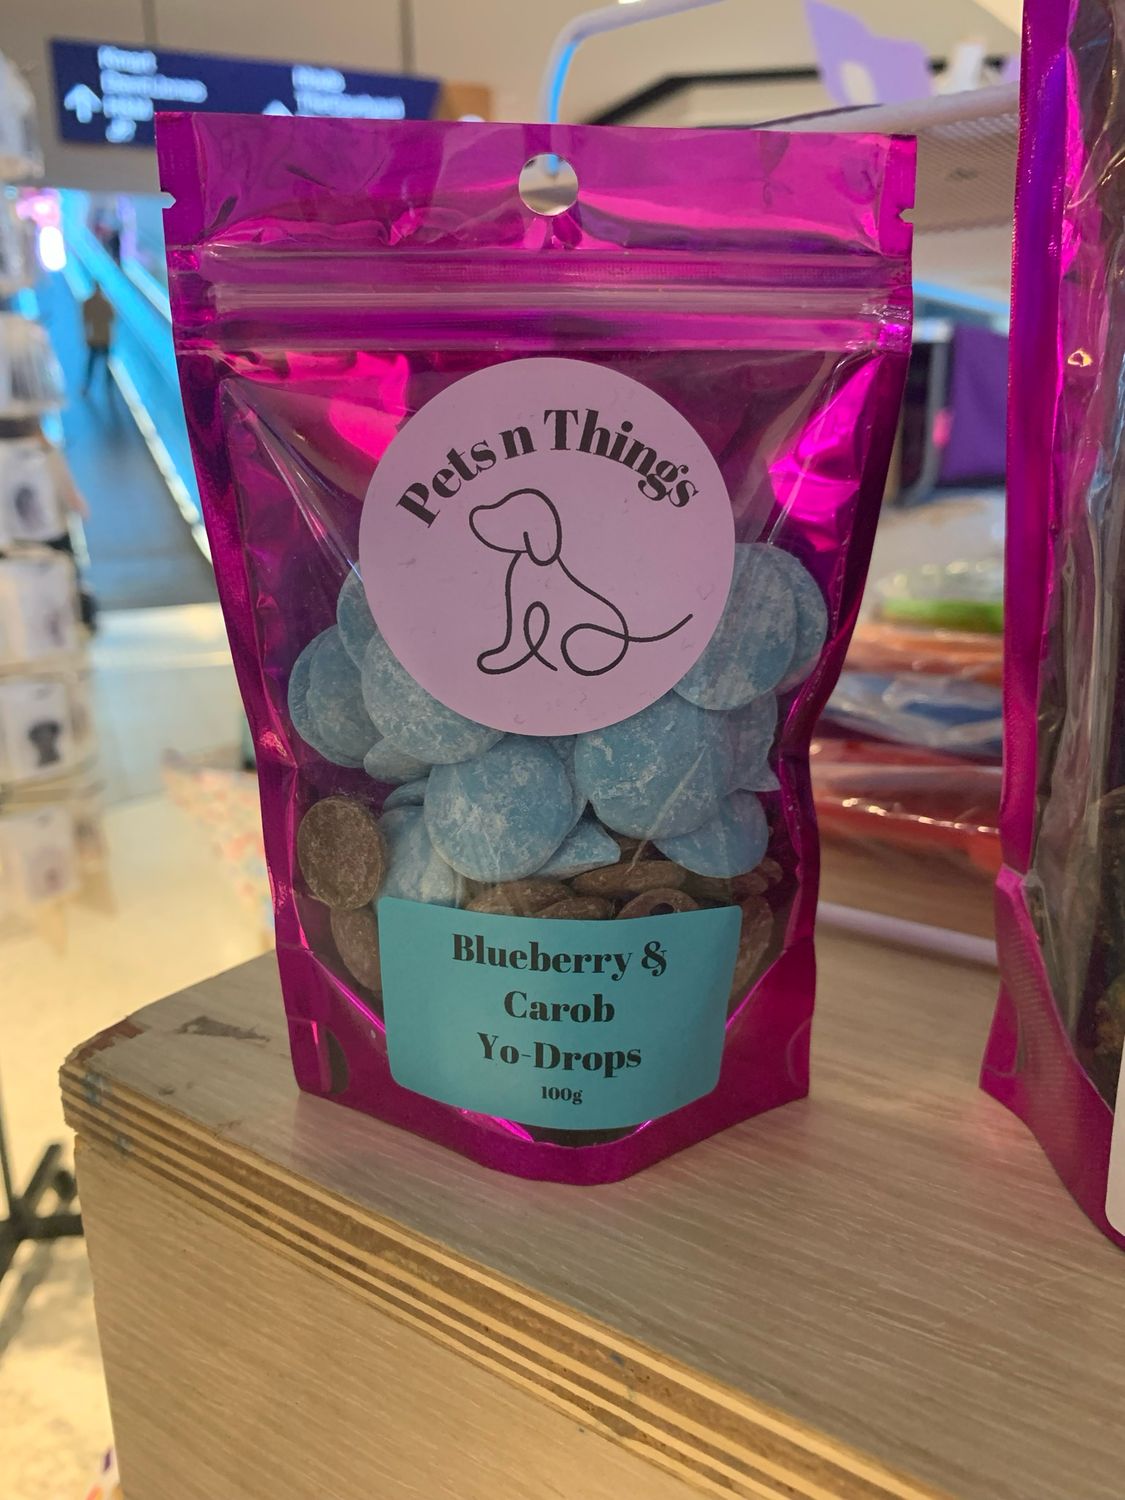 Pets n Things
Blueberry &
Carob
Yo-Drops
100g